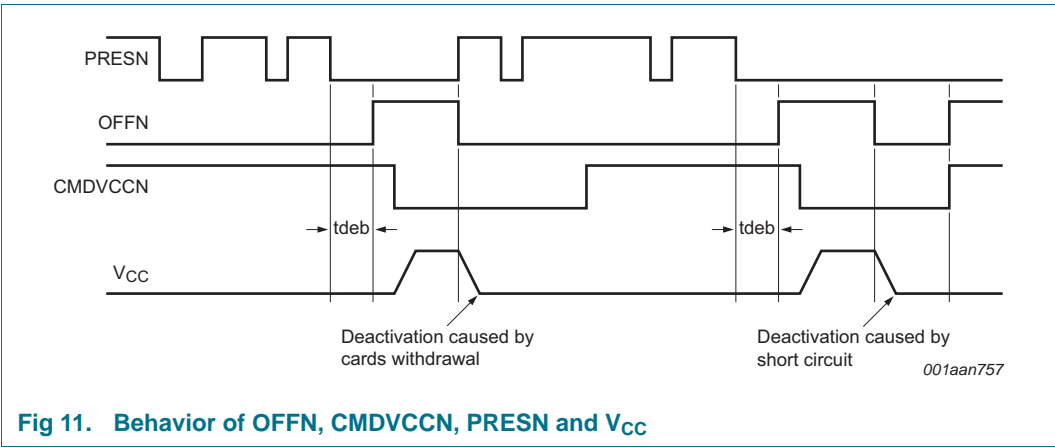 PRESN
OFFN
CMDVCCN
tdeb
tdeb
VCC
Deactivation caused by
cards withdrawal
Deactivation caused by
short circuit
001aan757
Fig 11. Behavior of OFFN, CMDVCCN, PRESN and VCC